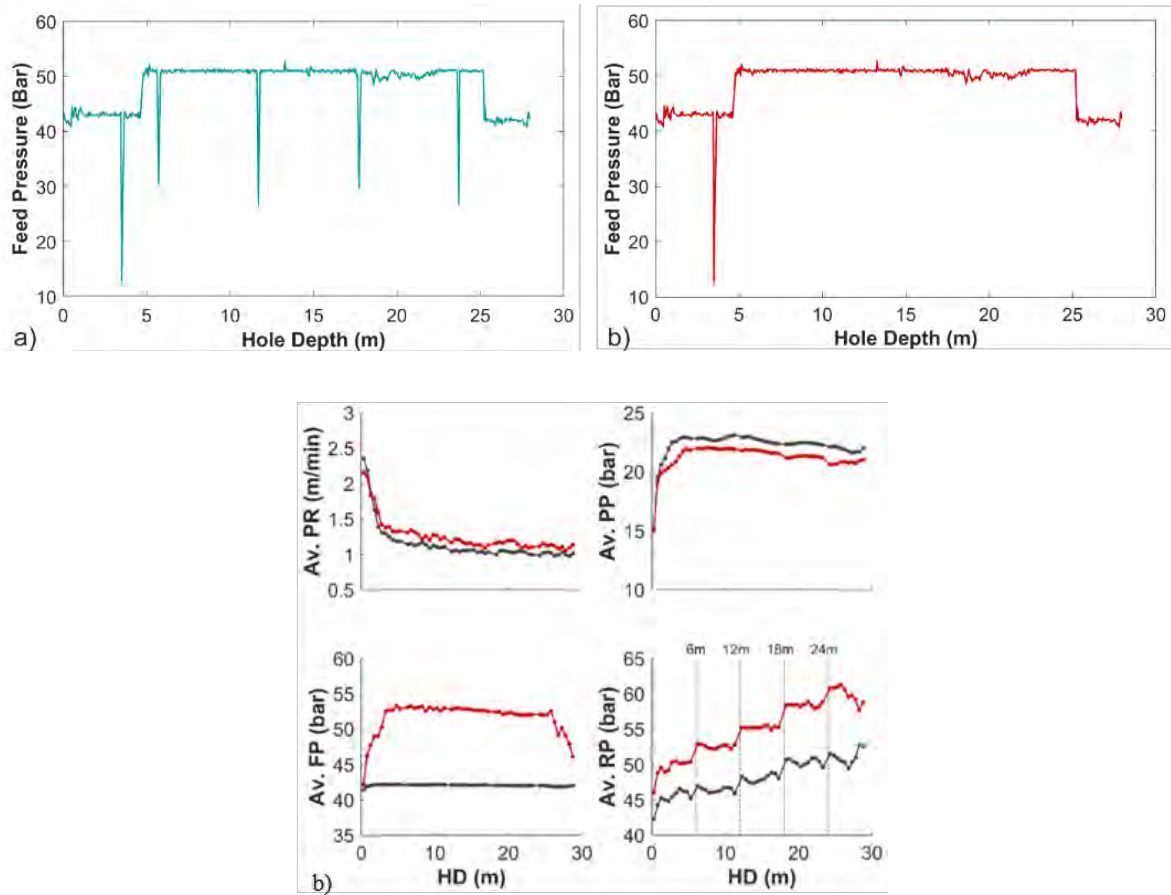 60
50
40
30
20
10
Feed Pressure (Bar)
0 5 10 15 20 25 30
Hole Depth (m)
a)
60
50
40
30
20
10
Feed Pressure (Bar)
0 5 10 15 20 25 30
Hole Depth (m)
b)
3
2.5
2
1.5
1
0.5
Av. PR (m/min)
25
20
15
10
Av. PP (bar)
60
55
50
45
40
35
Av. FP (bar)
0 10 20 30
HD (m)
6m 12m 18m 24m
65
60
55
50
45
40
Av. RP (bar)
0 10 20 30
HD (m)
b)